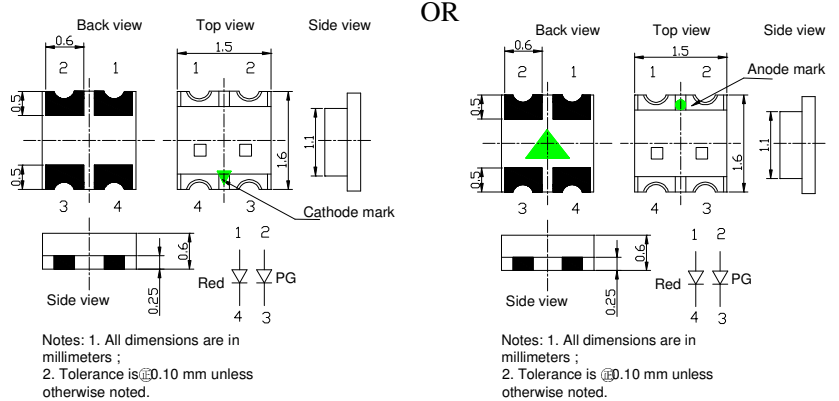 OR
Back view
Top view
Side view
0.6
1.5
2 1
1 2
0.5
0.5
1.1
1.6
3 4
4 3
Cathode mark
0.6
0.25
Side view
1 2
Red
PG
4 3
Notes: 1. All dimensions are in
millimeters ;
2. Tolerance is㊣0.10 mm unless
otherwise noted.
Back view
Top view
Side view
0.6
1.5
2 1
1 2
Anode mark
0.5
0.5
1.1
1.6
3 4
4 3
0.6
0.25
Side view
1 2
Red
PG
4 3
Notes: 1. All dimensions are in
millimeters ;
2. Tolerance is ㊣0.10 mm unless
otherwise noted.